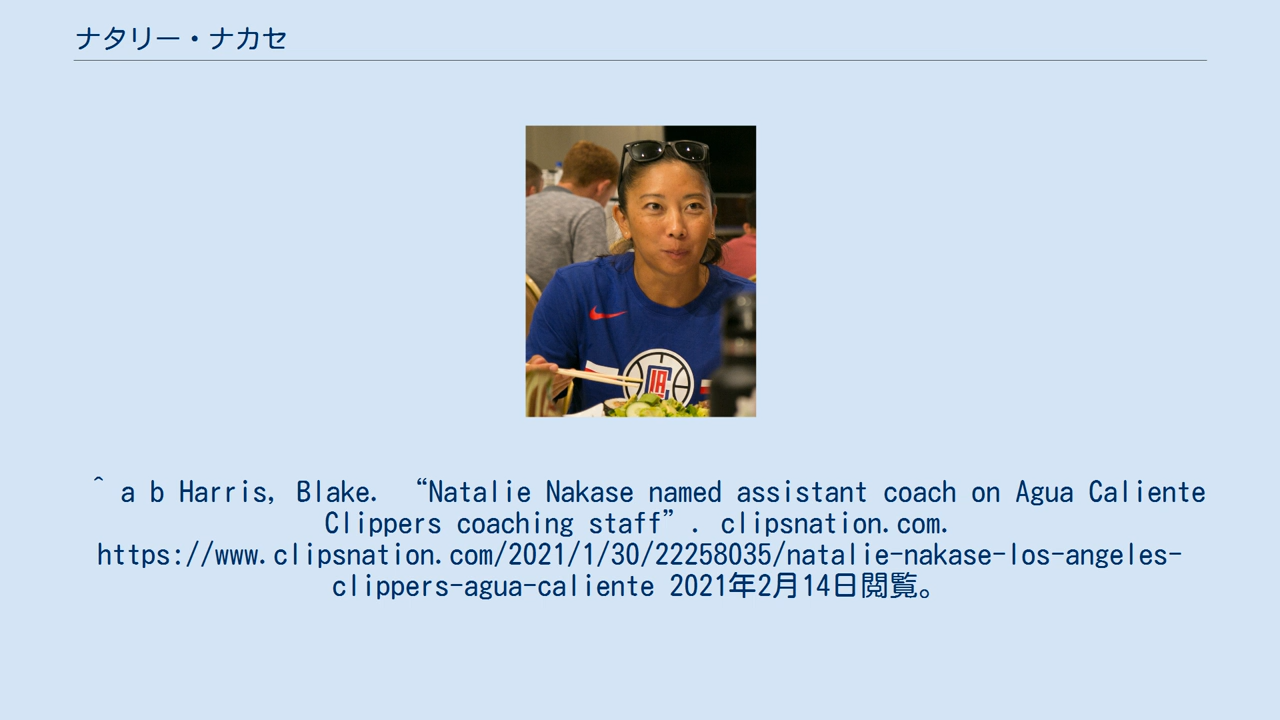 ナタリー・ナカセ
LA
^ a b Harris, Blake. “Natalie Nakase named assistant coach on Agua Caliente
Clippers coaching staff”. clipsnation.com.
https://www.clipsnation.com/2021/1/30/22258035/natalie-nakase-los-angeles-
clippers-agua-caliente 2021年2月14日閲覧。